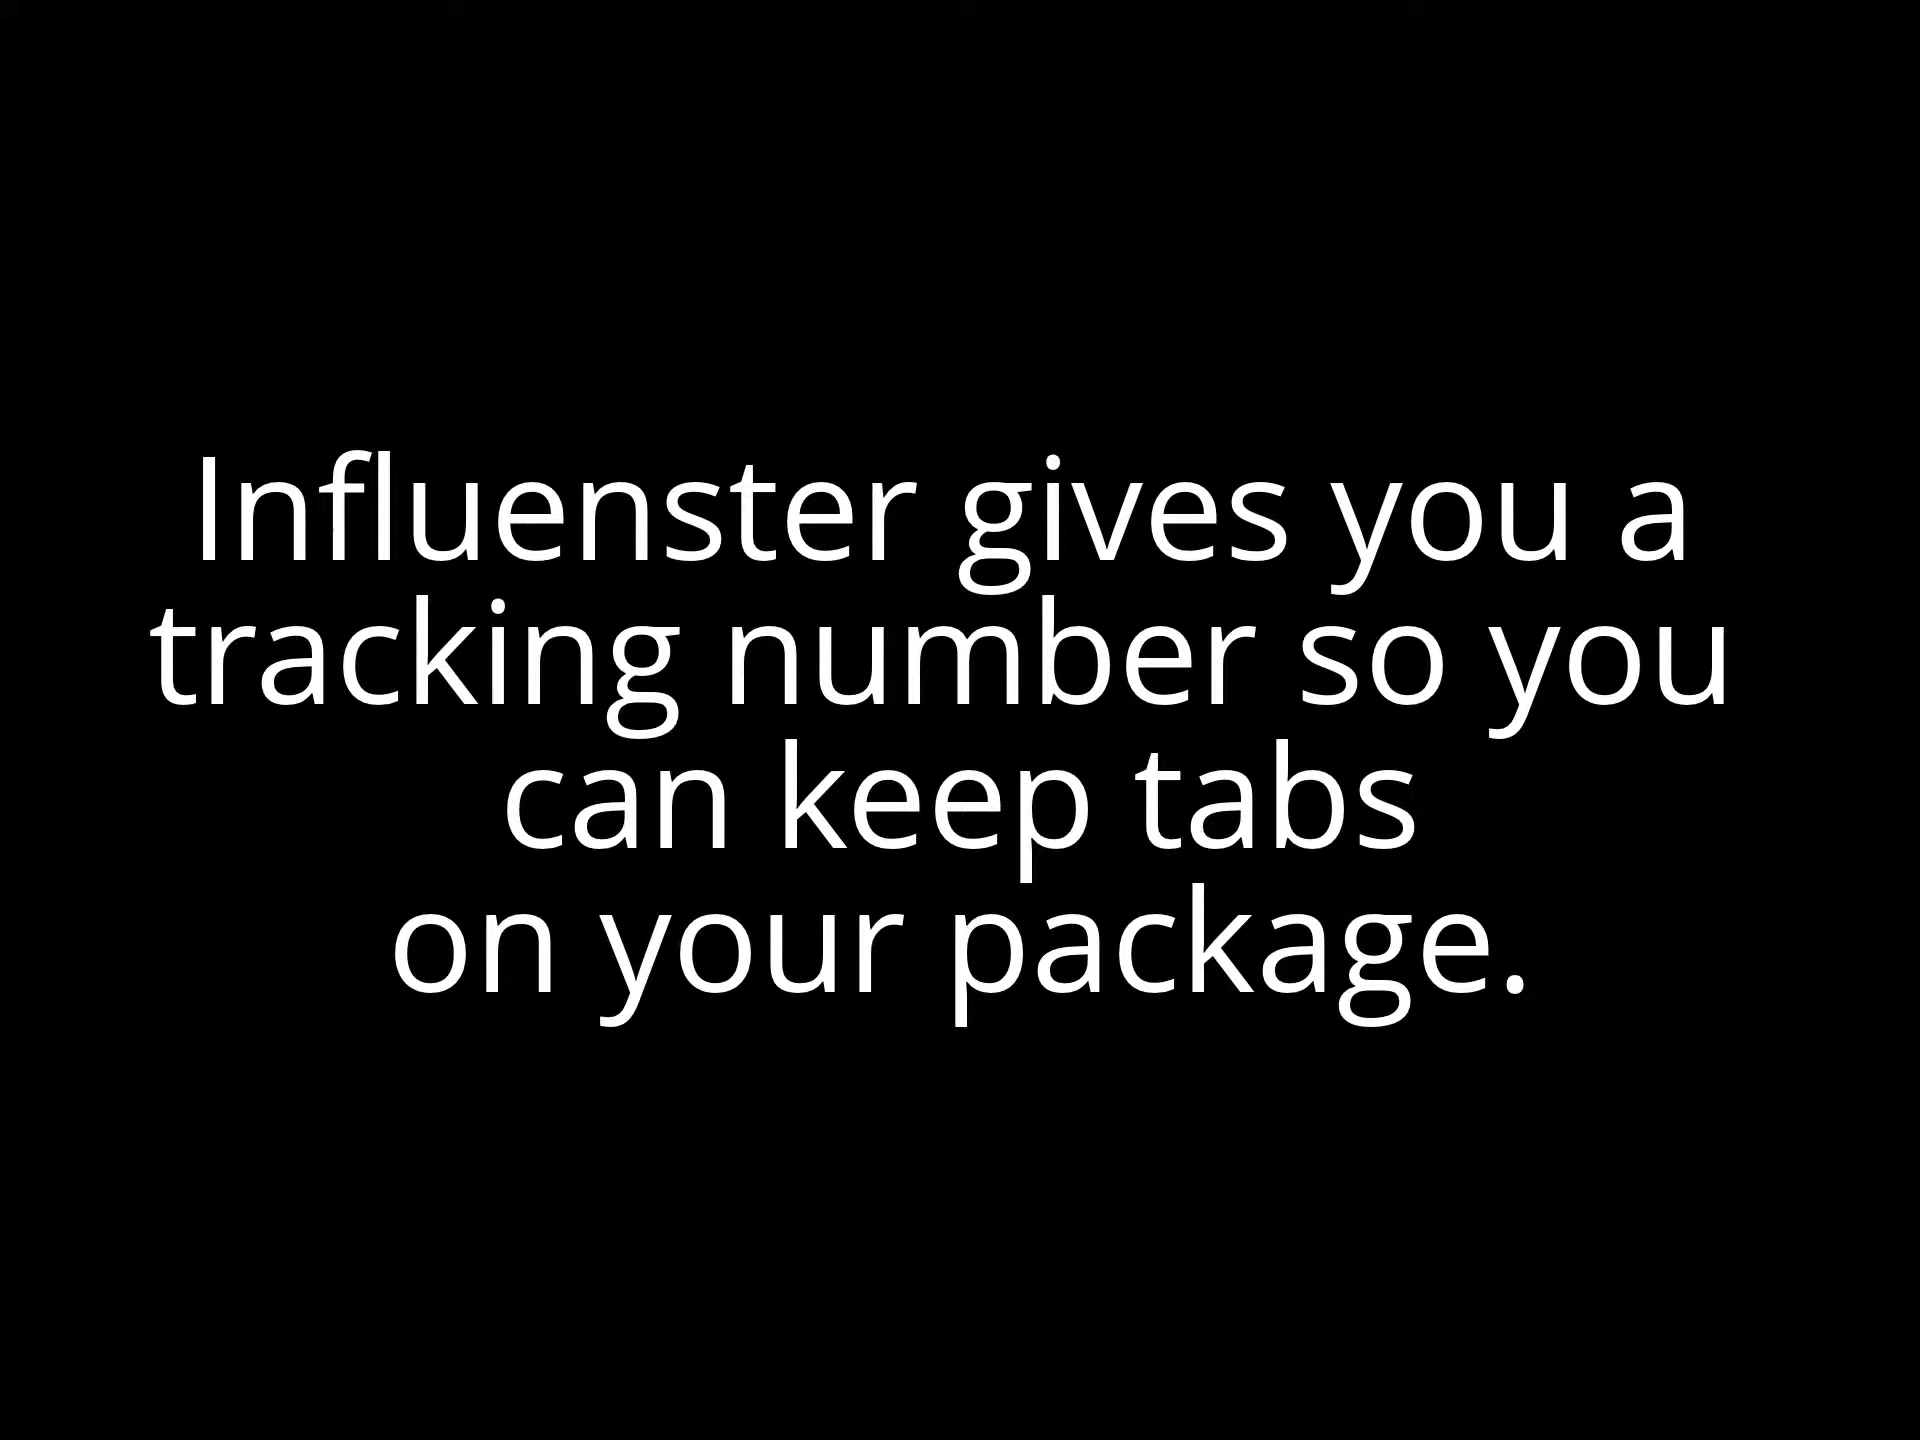 Influenster gives you a
tracking number so you
can keep tabs
on your package.